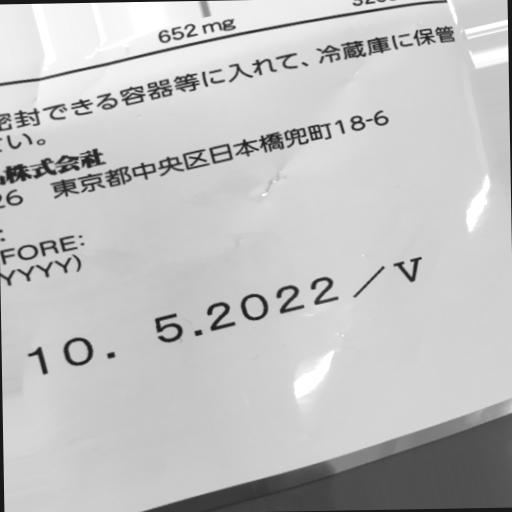 652 mg
密封できる容器等に入れて、冷蔵庫に保管
さい。
株式会社
26 東京都中央区日本橋兜町18-6
:
FORE:
YYYY)
10. 5.2022／V